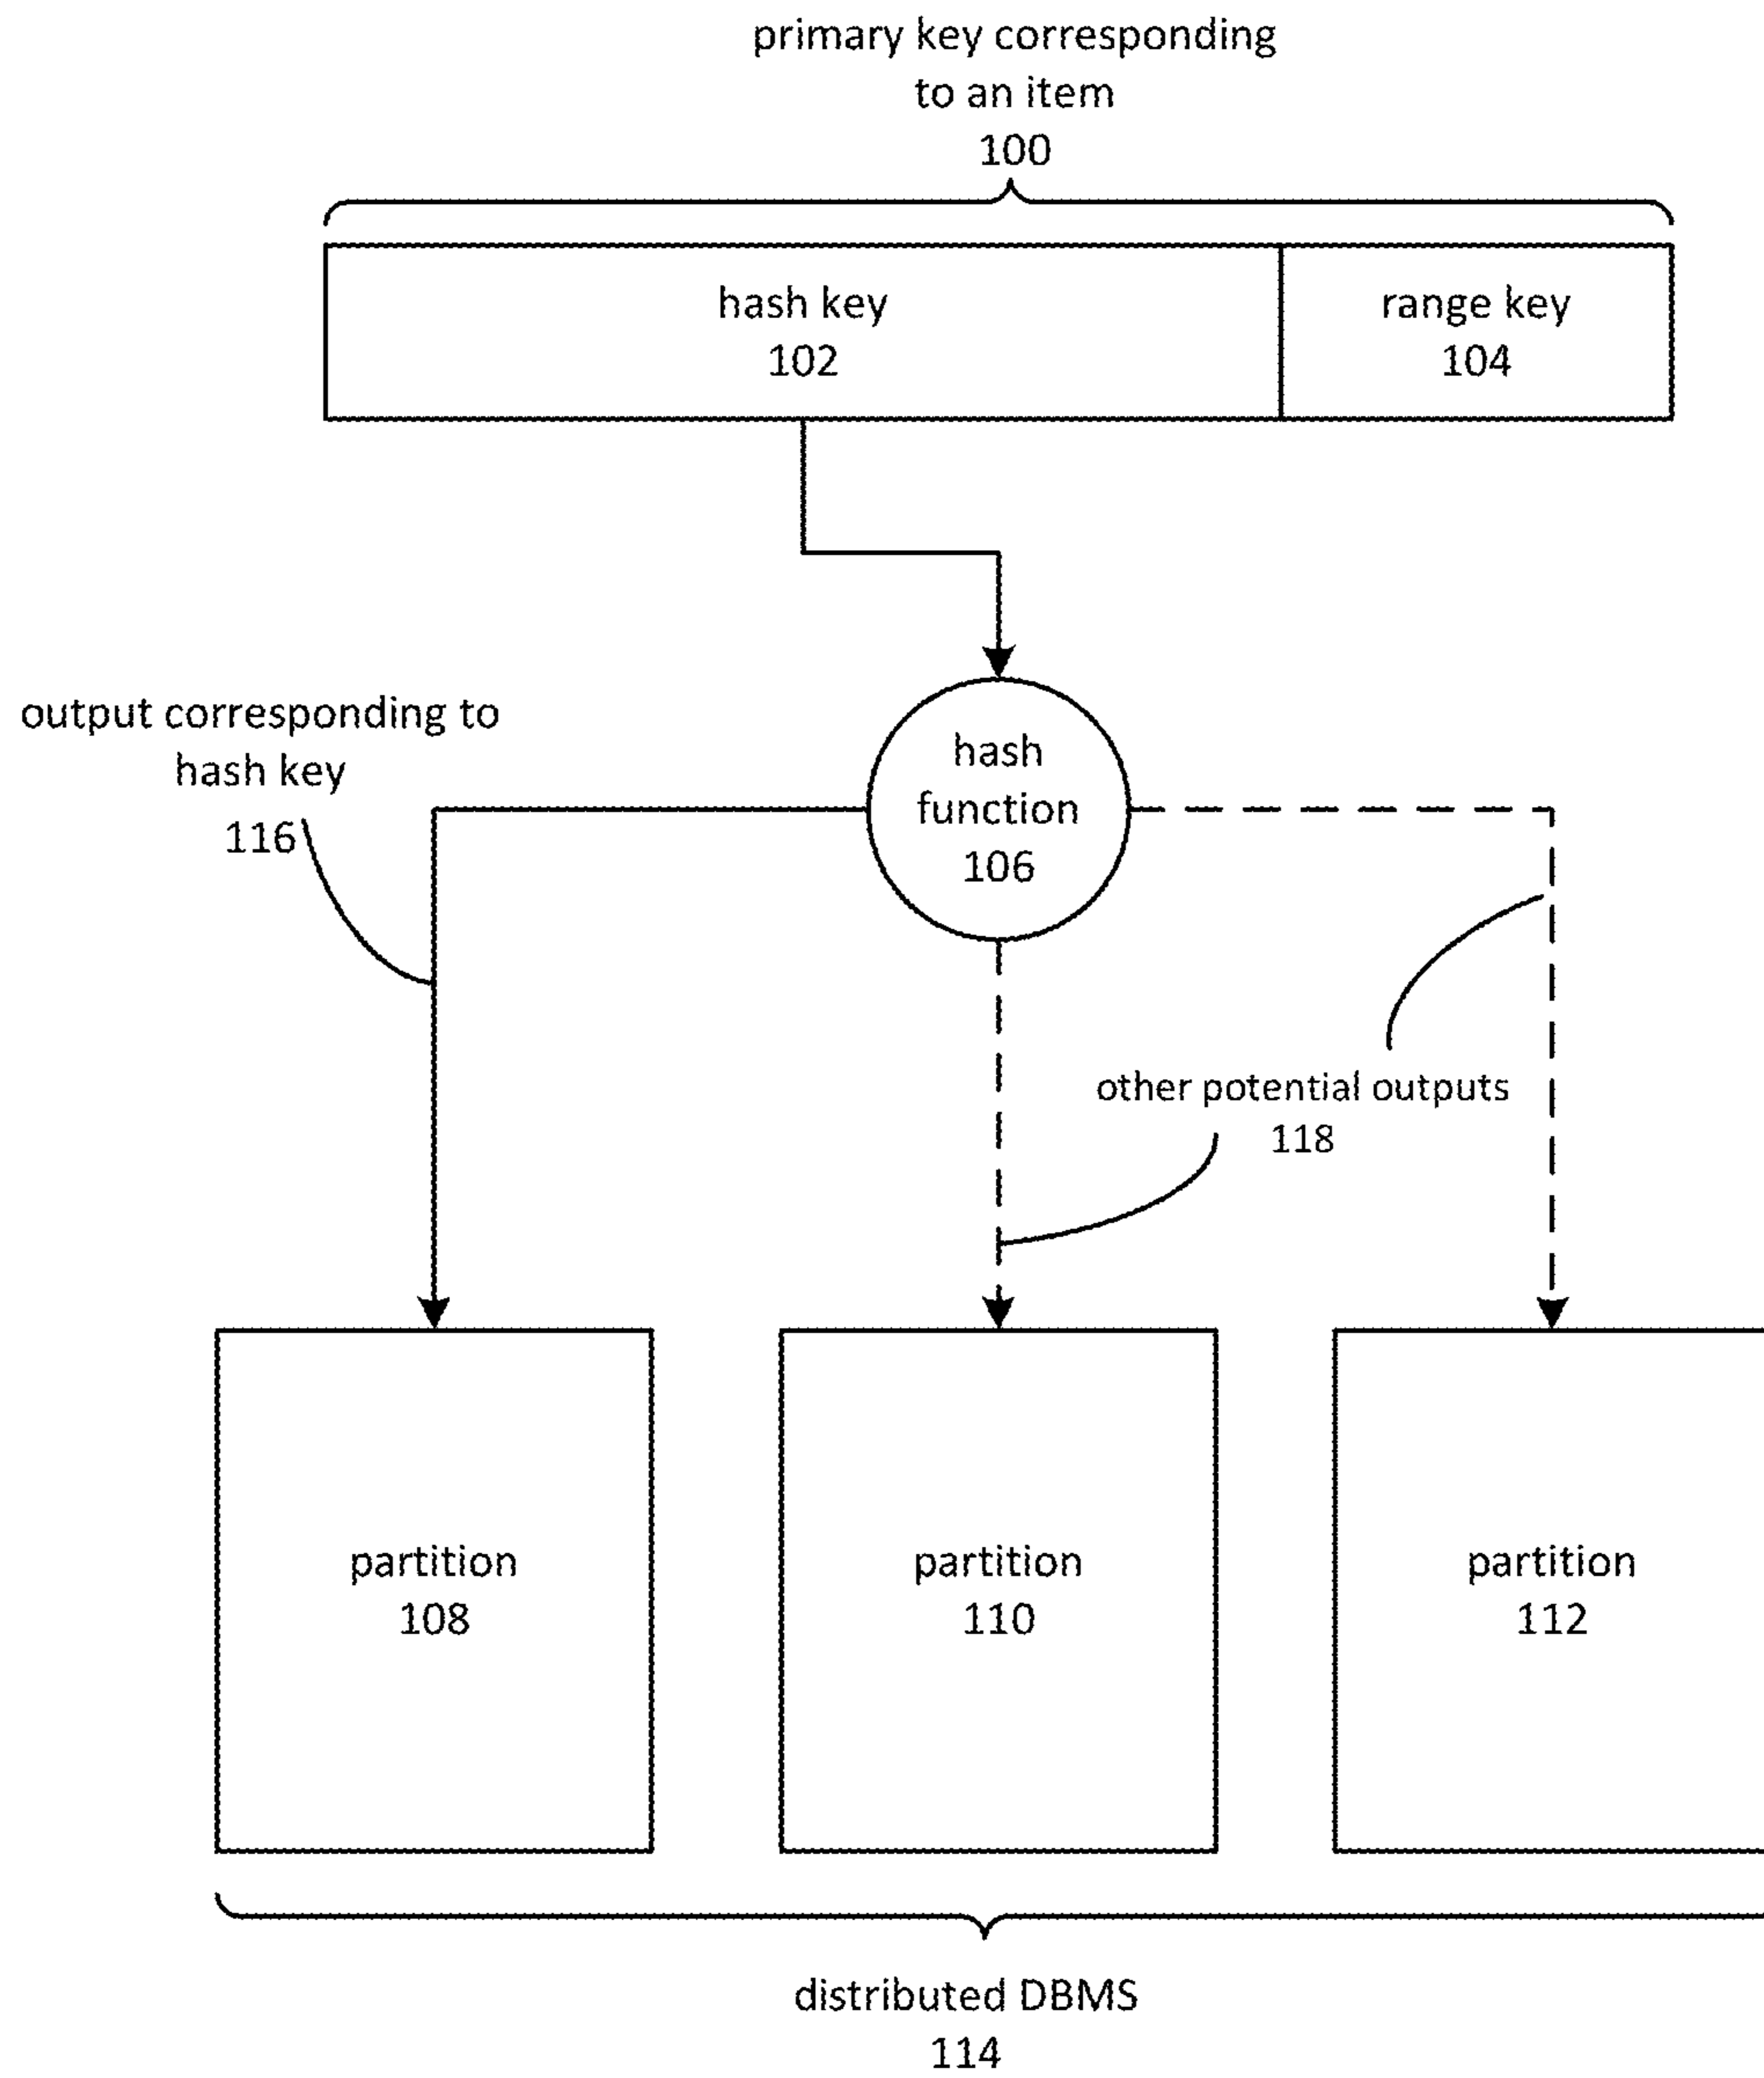 primary key corresponding
to an item
100
hash key
102
range key
104
output corresponding to
hash key
116
hash
function
106
other potential outputs
118
partition
108
partition
110
partition
112
distributed DBMS
114